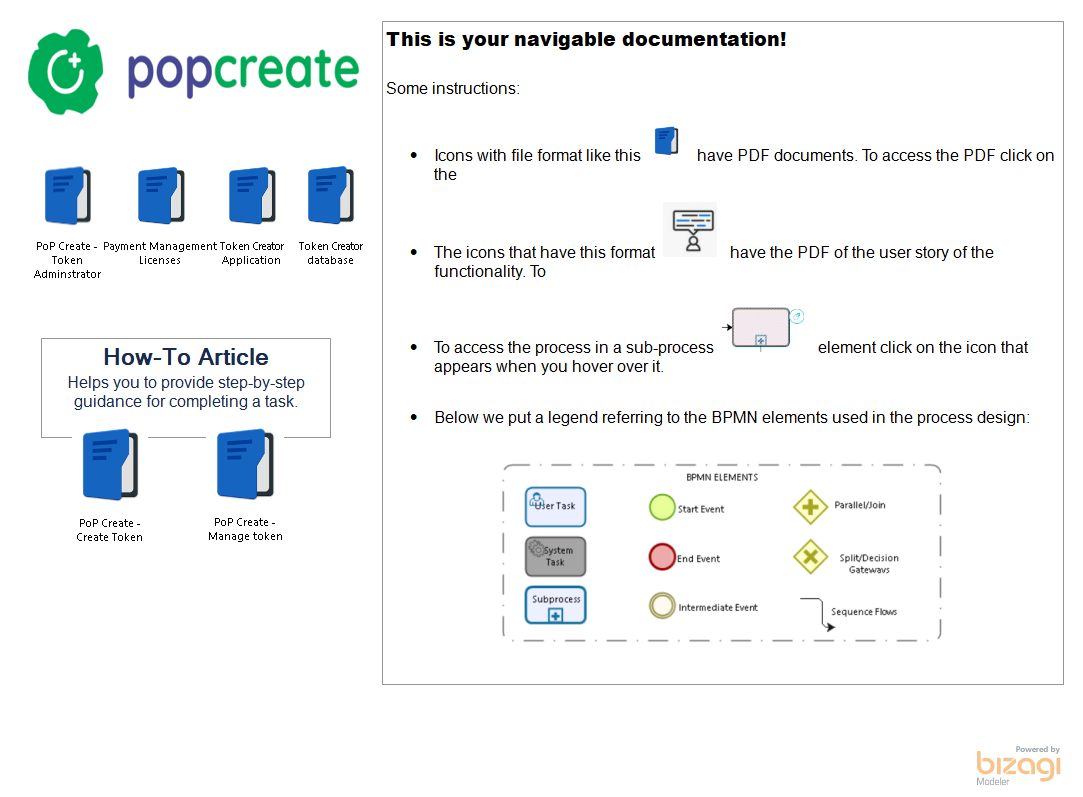 popcreate
PoP Create -
Token
Adminstrator
Payment Management
Licenses
Token Creator
Application
Token Creator
database
How-To Article
Helps you to provide step-by-step
guidance for completing a task.
PoP Create -
Create Token
PoP Create -
Manage token
This is your navigable documentation!
Some instructions:
• Icons with file format like this have PDF documents. To access the PDF click on
the
• The icons that have this format have the PDF of the user story of the
functionality. To
• To access the process in a sub-process element click on the icon that
appears when you hover over it.
• Below we put a legend referring to the BPMN elements used in the process design:
BPMN ELEMENTS
User Task
Start Event
Parallel/Join
System
Task
End Event
Split/Decision
Gateways
Subprocess
Intermediate Event
Sequence Flows
Powered by
bizagi
Modeler